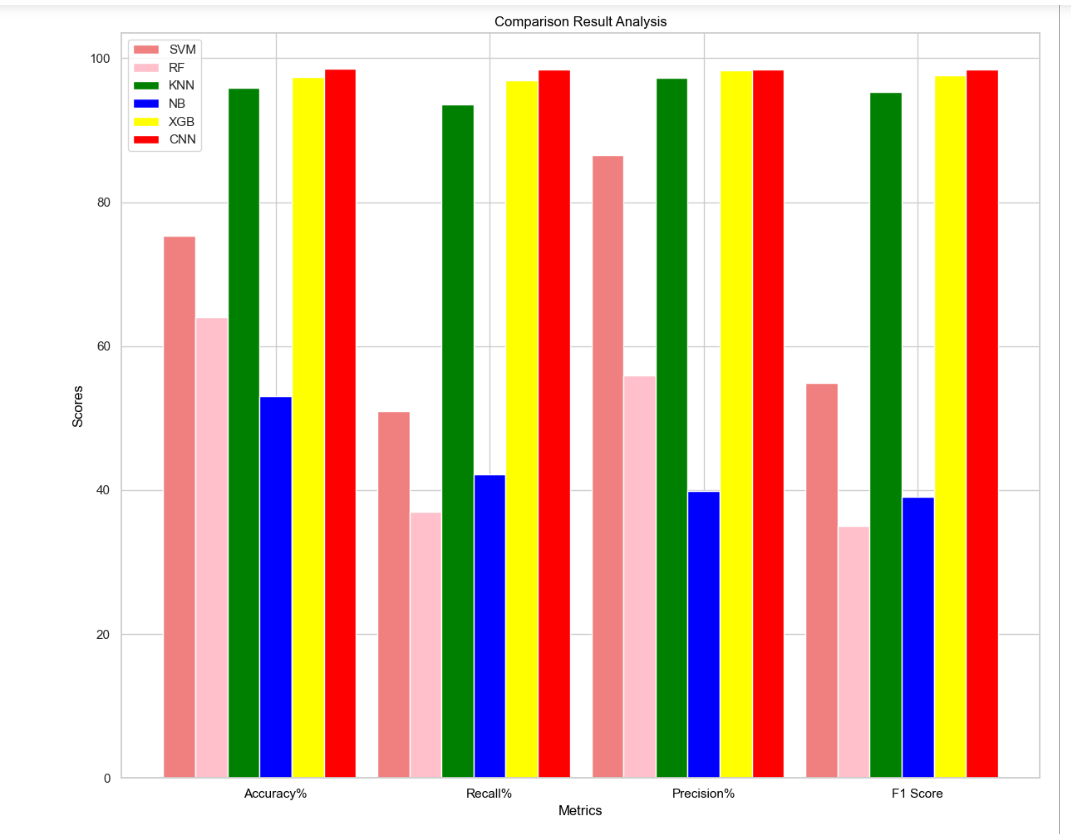 Comparison Result Analysis
SVM
RF
KNN
NB
XGB
CNN
100
80
60
40
20
0
Scores
Accuracy%
Recall%
Precision%
F1 Score
Metrics